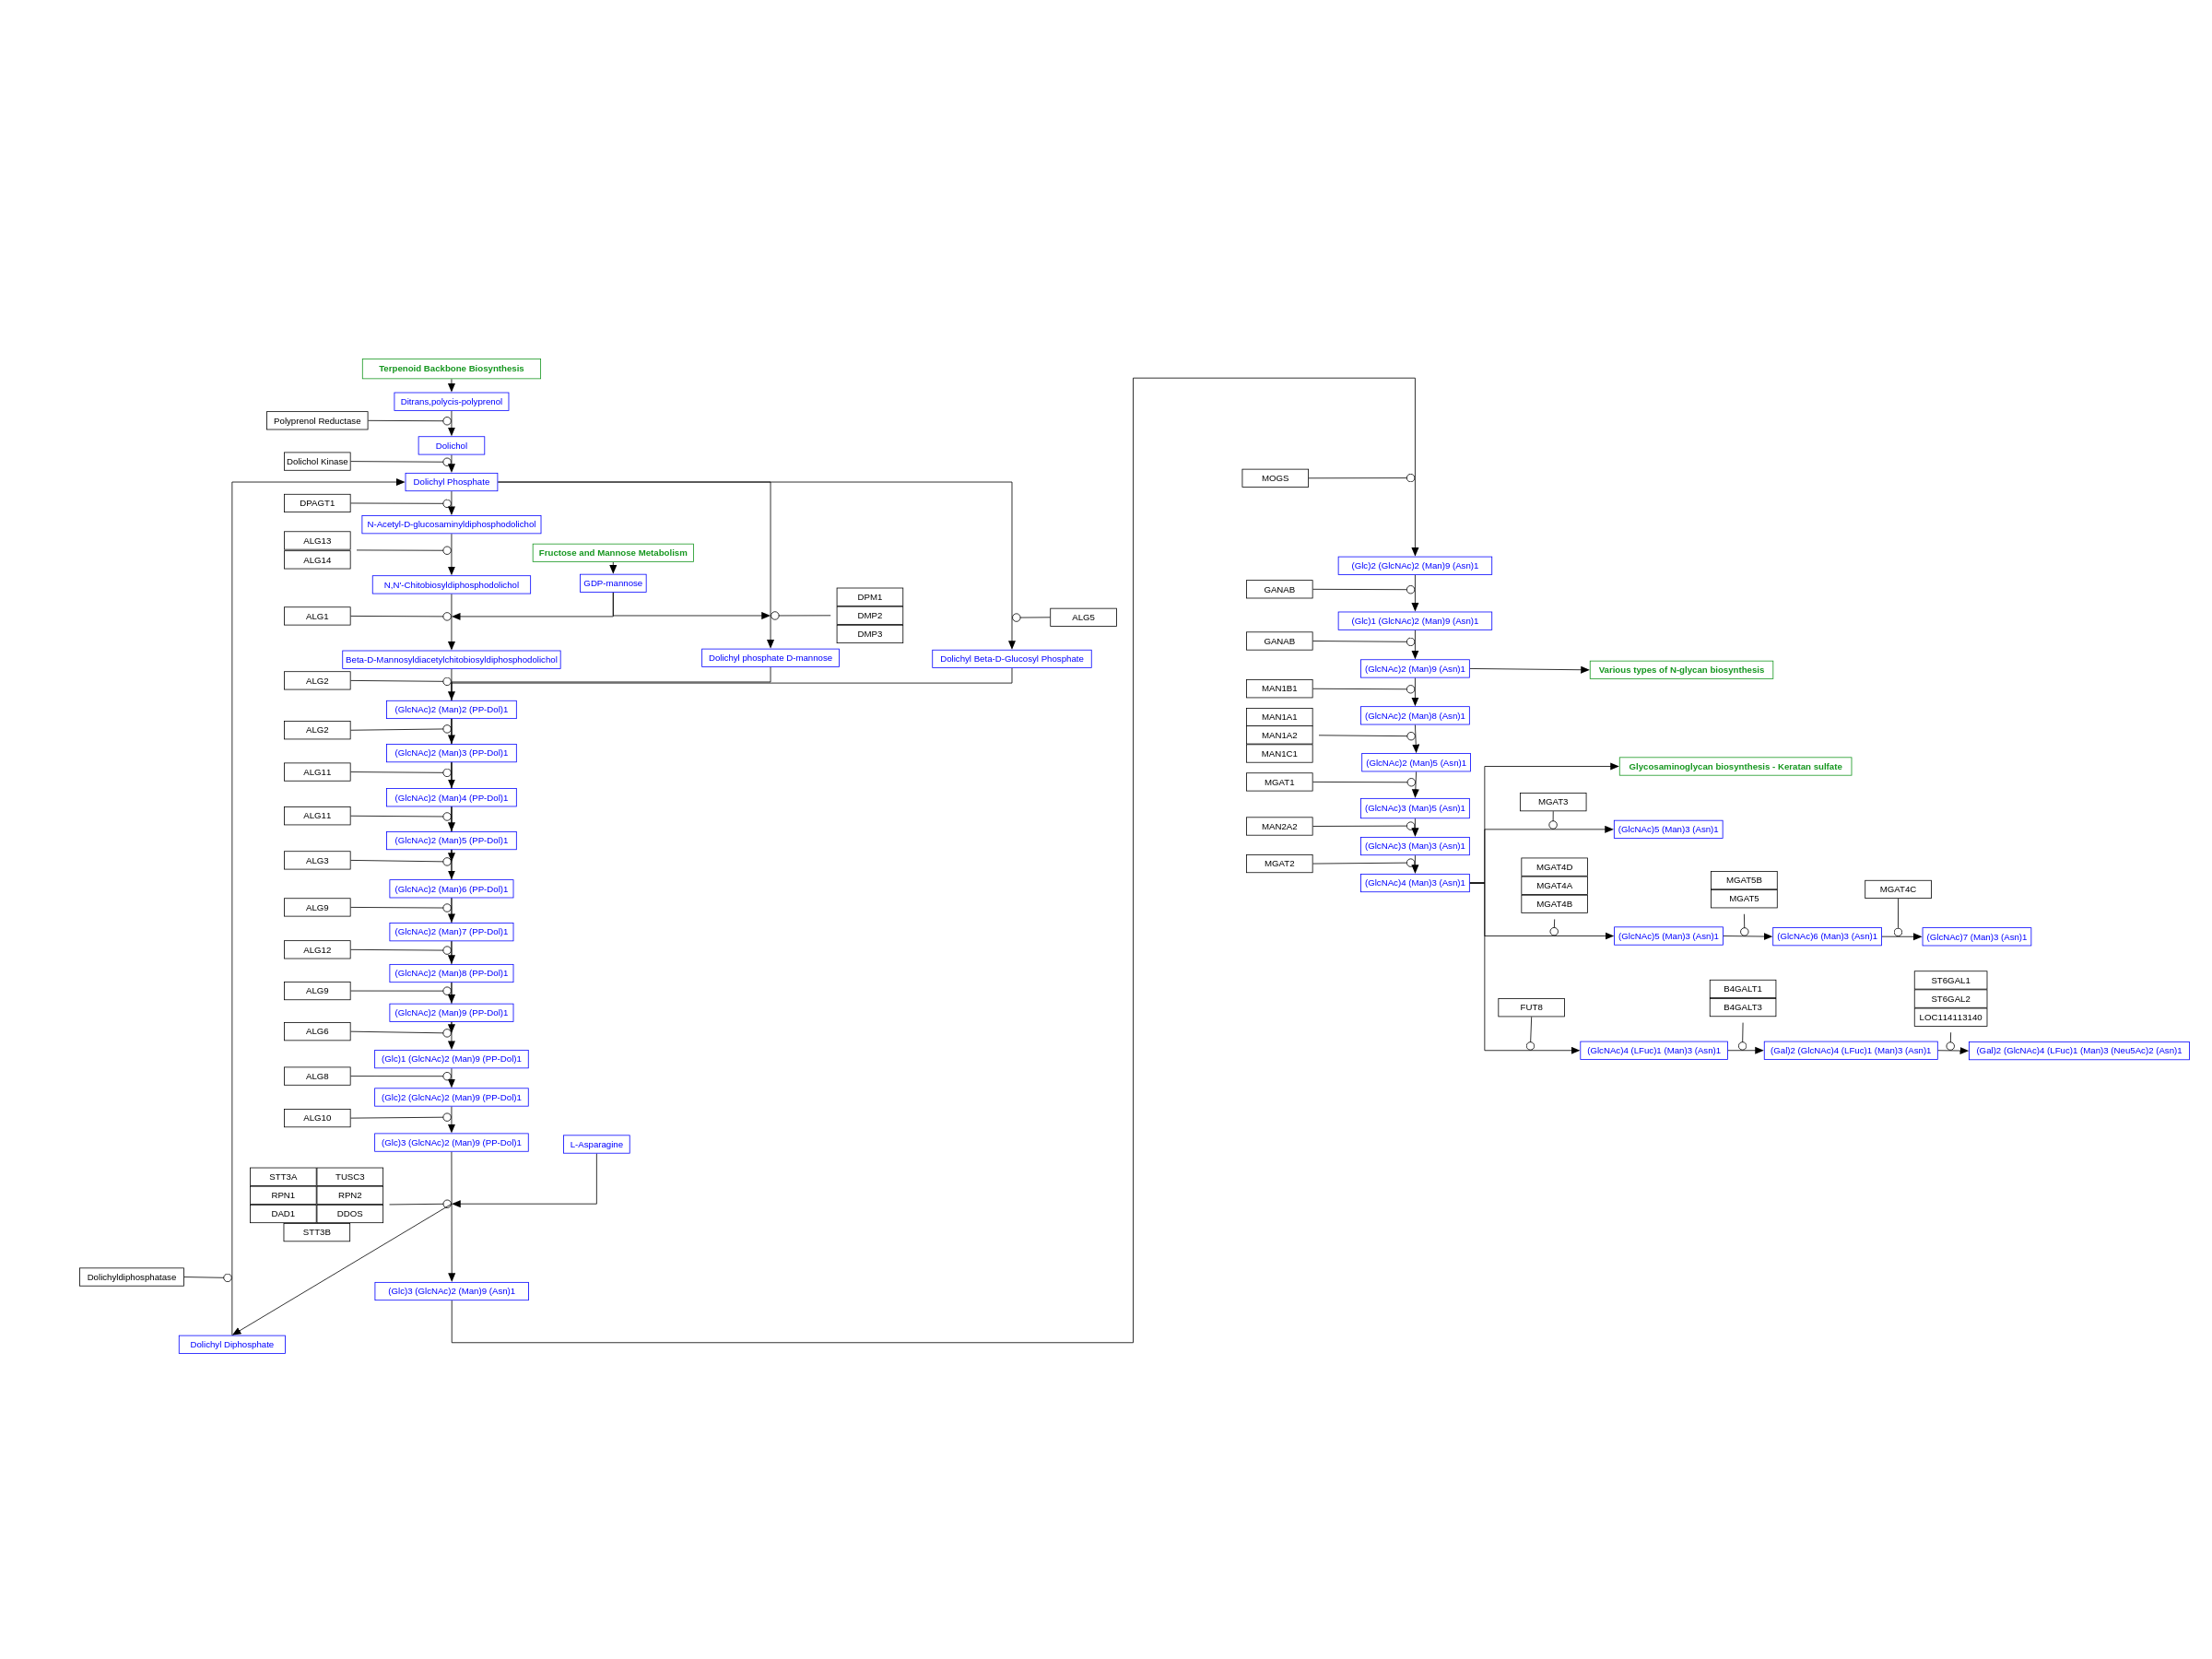 Terpenoid Backbone Biosynthesis
Ditrans,polycis-polyprenol
Polyprenol Reductase
Dolichol
Dolichol Kinase
Dolichyl Phosphate
DPAGT1
N-Acetyl-D-glucosaminyldiphosphodolichol
ALG13
ALG14
Fructose and Mannose Metabolism
N,N'-Chitobiosyldiphosphodolichol
GDP-mannose
DPM1
DMP2
DMP3
ALG1
ALG5
Beta-D-Mannosyldiacetylchitobiosyldiphosphodolichol
Dolichyl phosphate D-mannose
Dolichyl Beta-D-Glucosyl Phosphate
ALG2
(GlcNAc)2 (Man)2 (PP-Dol)1
ALG2
(GlcNAc)2 (Man)3 (PP-Dol)1
ALG11
(GlcNAc)2 (Man)4 (PP-Dol)1
ALG11
(GlcNAc)2 (Man)5 (PP-Dol)1
ALG3
(GlcNAc)2 (Man)6 (PP-Dol)1
ALG9
(GlcNAc)2 (Man)7 (PP-Dol)1
ALG12
(GlcNAc)2 (Man)8 (PP-Dol)1
ALG9
(GlcNAc)2 (Man)9 (PP-Dol)1
ALG6
(Glc)1 (GlcNAc)2 (Man)9 (PP-Dol)1
ALG8
(Glc)2 (GlcNAc)2 (Man)9 (PP-Dol)1
ALG10
(Glc)3 (GlcNAc)2 (Man)9 (PP-Dol)1
L-Asparagine
STT3A
TUSC3
RPN1
RPN2
DAD1
DDOS
STT3B
Dolichyldiphosphatase
(Glc)3 (GlcNAc)2 (Man)9 (Asn)1
Dolichyl Diphosphate
MOGS
(Glc)2 (GlcNAc)2 (Man)9 (Asn)1
GANAB
(Glc)1 (GlcNAc)2 (Man)9 (Asn)1
GANAB
(GlcNAc)2 (Man)9 (Asn)1
Various types of N-glycan biosynthesis
MAN1B1
(GlcNAc)2 (Man)8 (Asn)1
MAN1A1
MAN1A2
MAN1C1
(GlcNAc)2 (Man)5 (Asn)1
Glycosaminoglycan biosynthesis - Keratan sulfate
MGAT1
(GlcNAc)3 (Man)5 (Asn)1
MGAT3
(GlcNAc)5 (Man)3 (Asn)1
MAN2A2
(GlcNAc)3 (Man)3 (Asn)1
MGAT2
(GlcNAc)4 (Man)3 (Asn)1
MGAT4D
MGAT4A
MGAT4B
MGAT5B
MGAT5
MGAT4C
(GlcNAc)5 (Man)3 (Asn)1
(GlcNAc)6 (Man)3 (Asn)1
(GlcNAc)7 (Man)3 (Asn)1
FUT8
B4GALT1
B4GALT3
ST6GAL1
ST6GAL2
LOC114113140
(GlcNAc)4 (LFuc)1 (Man)3 (Asn)1
(Gal)2 (GlcNAc)4 (LFuc)1 (Man)3 (Asn)1
(Gal)2 (GlcNAc)4 (LFuc)1 (Man)3 (Neu5Ac)2 (Asn)1